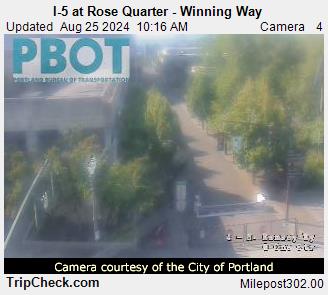 I-5 at Rose Quarter - Winning Way
Updated Aug 25 2024 10:16 AM Camera 4
PBOT
PORTLAND BUREAU OF TRANSPORTATION
Camera courtesy of the City of Portland
TripCheck.com Milepost302.00